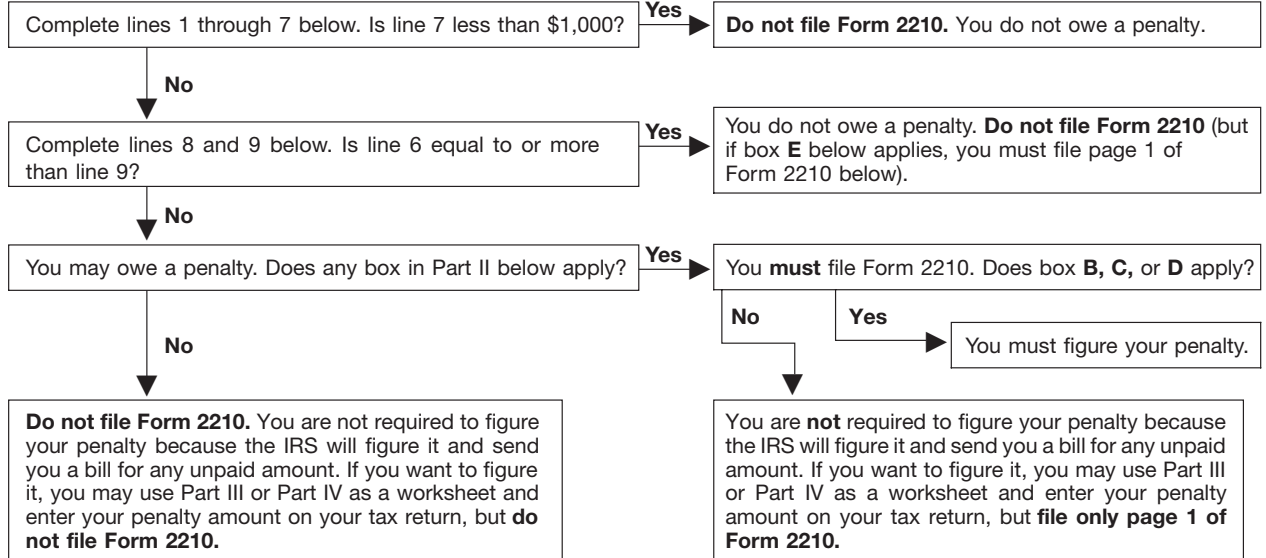 Complete lines 1 through 7 below. Is line 7 less than $1,000?
Yes
Do not file Form 2210. You do not owe a penalty.
No
Complete lines 8 and 9 below. Is line 6 equal to or more
than line 9?
Yes
You do not owe a penalty. Do not file Form 2210 (but
if box E below applies, you must file page 1 of
Form 2210 below).
No
You may owe a penalty. Does any box in Part II below apply?
Yes
You must file Form 2210. Does box B, C, or D apply?
No
Yes
You must figure your penalty.
No
Do not file Form 2210. You are not required to figure
your penalty because the IRS will figure it and send
you a bill for any unpaid amount. If you want to figure
it, you may use Part III or Part IV as a worksheet and
enter your penalty amount on your tax return, but do
not file Form 2210.
You are not required to figure your penalty because
the IRS will figure it and send you a bill for any unpaid
amount. If you want to figure it, you may use Part III
or Part IV as a worksheet and enter your penalty
amount on your tax return, but file only page 1 of
Form 2210.